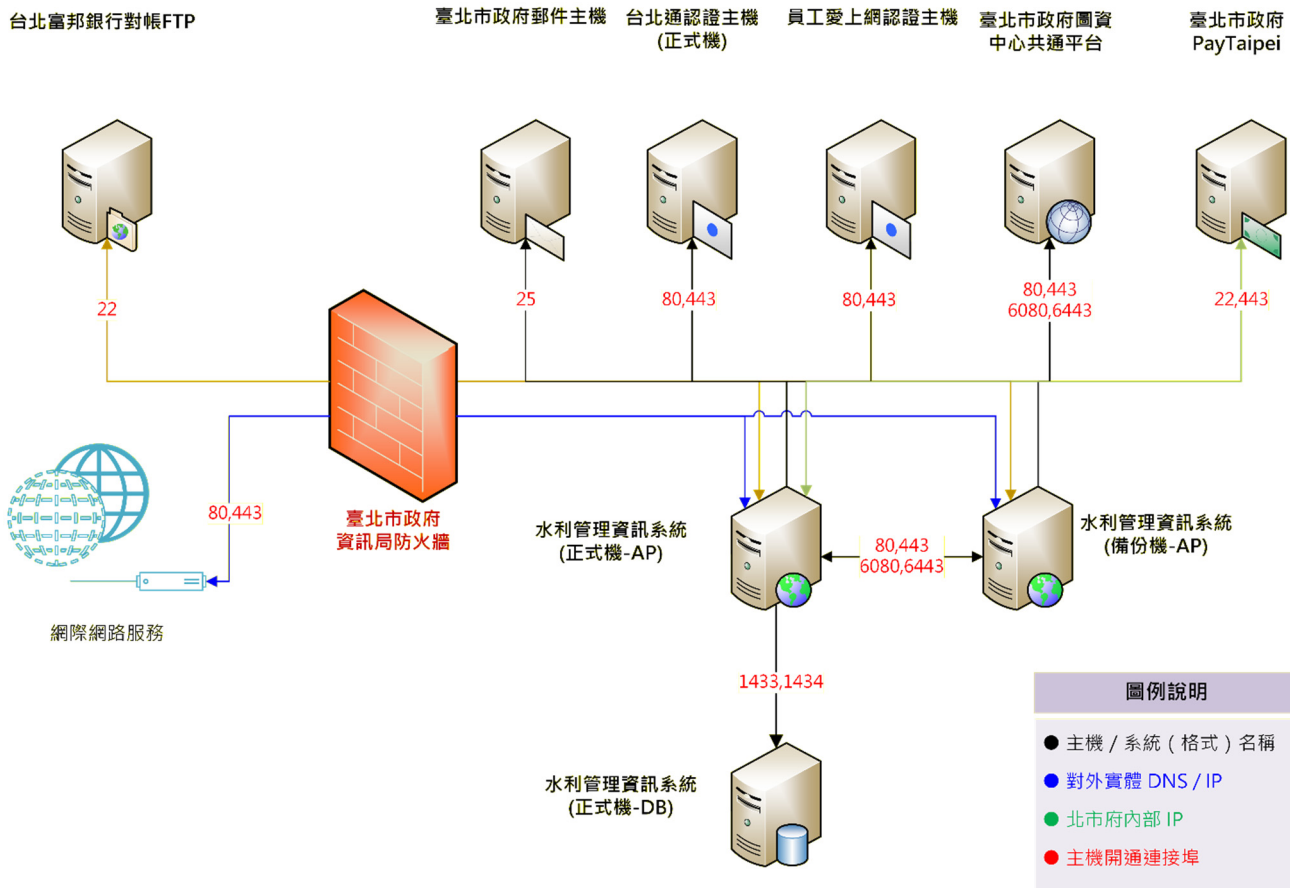 台北富邦銀行對帳FTP
臺北市政府郵件主機
台北通認證主機
(正式機)
員工愛上網認證主機
臺北市政府圖資
中心共通平台
臺北市政府
PayTaipei
22
25
80,443
80,443
80,443
6080,6443
22,443
80,443
臺北市政府
資訊局防火牆
網際網路服務
水利管理資訊系統
(正式機-AP)
80,443
6080,6443
水利管理資訊系統
(備份機-AP)
1433,1434
水利管理資訊系統
(正式機-DB)
圖例說明
主機 / 系統 ( 格式 ) 名稱
對外實體 DNS / IP
北市府內部 IP
主機開通連接埠